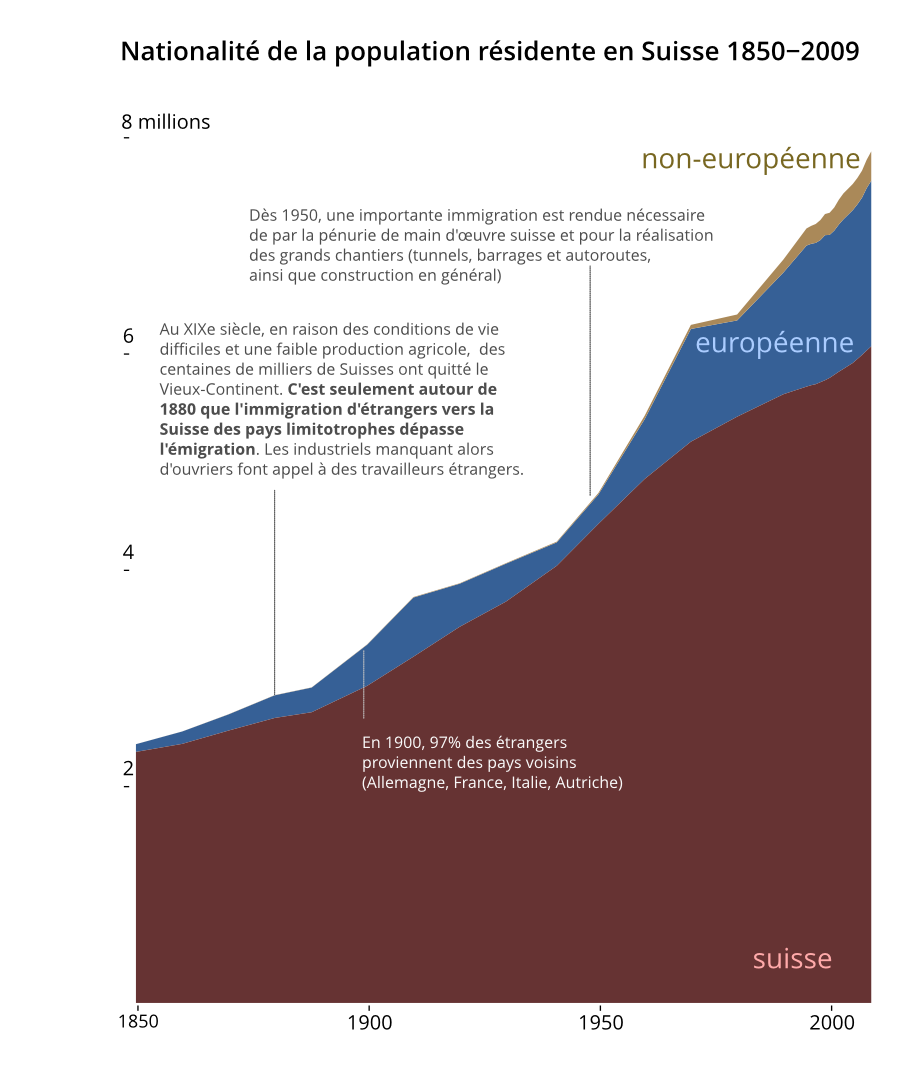 Nationalité de la population résidente en Suisse 1850−2009
8 millions
non-européenne
Dès 1950, une importante immigration est rendue nécessaire
de par la pénurie de main d'œuvre suisse et pour la réalisation
des grands chantiers (tunnels, barrages et autoroutes,
ainsi que construction en général)
6
Au XIXe siècle, en raison des conditions de vie
difficiles et une faible production agricole, des
centaines de milliers de Suisses ont quitté le
Vieux-Continent. C'est seulement autour de
1880 que l'immigration d'étrangers vers la
Suisse des pays limitotrophes dépasse
l'émigration. Les industriels manquant alors
d'ouvriers font appel à des travailleurs étrangers.
européenne
4
En 1900, 97% des étrangers
proviennent des pays voisins
(Allemagne, France, Italie, Autriche)
2
suisse
1850 1900 1950 2000